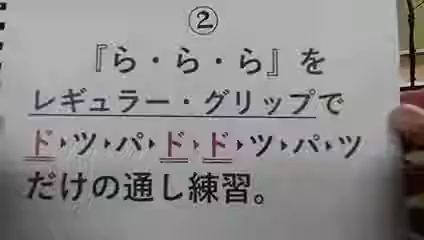 ②
『ら・ら・ら』を
レギュラー・グリップで
ド▸ツ▸パ▸ド▸ド▸ツ▸パ▸ツ
だけの通し練習。